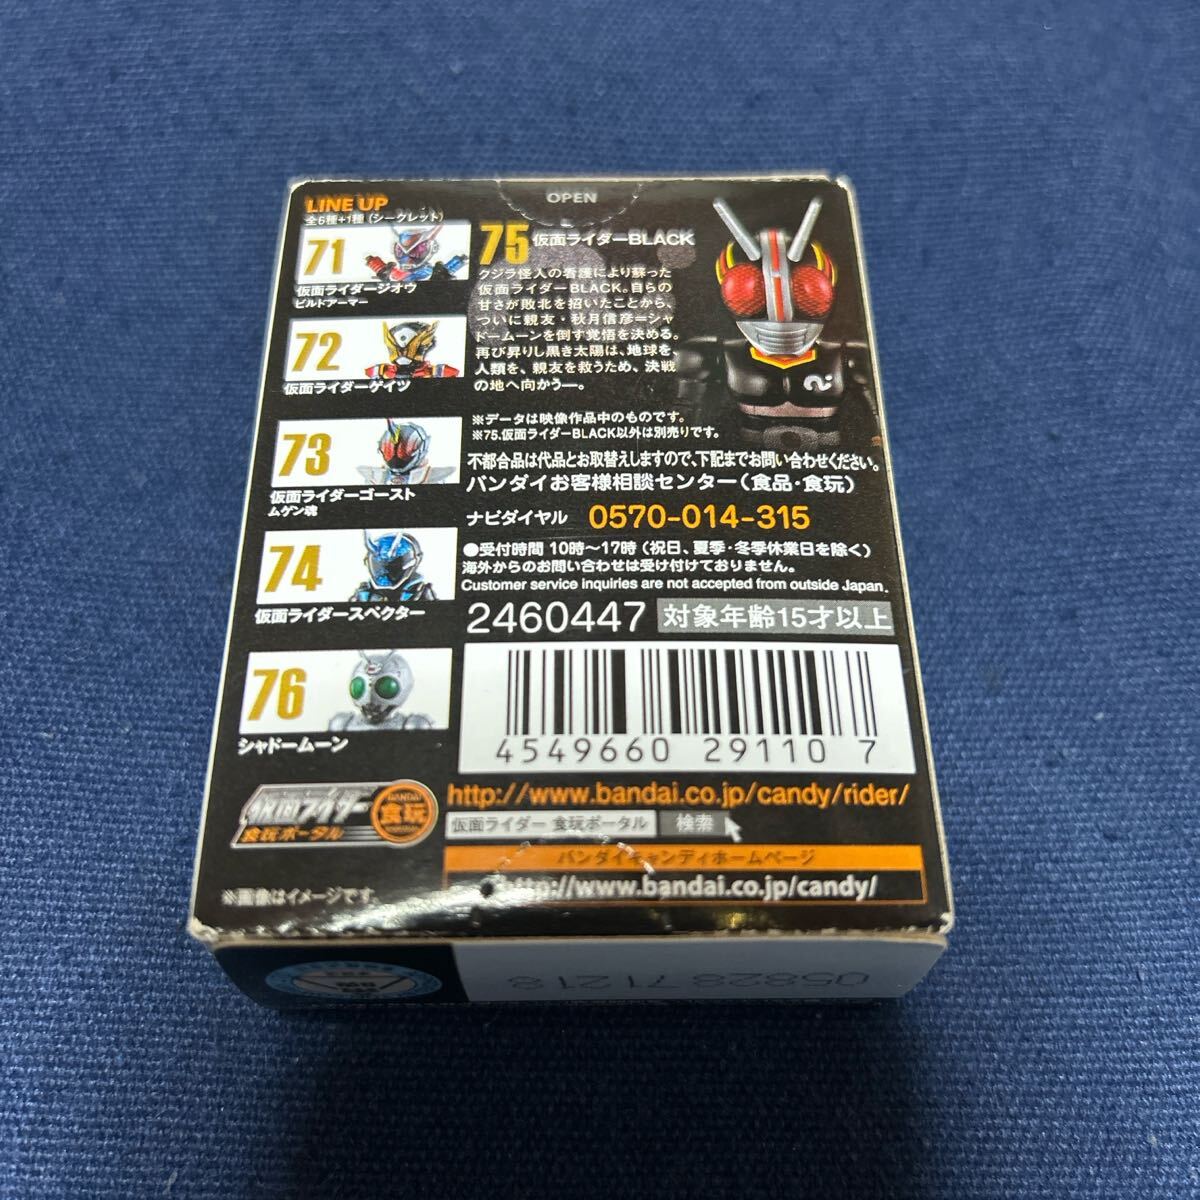 LINE UP
全6種+1種(シークレット)
71
仮面ライダージオウ
ビルドアーマー
72
仮面ライダーゲイツ
73
仮面ライダーゴースト
ムゲン魂
74
仮面ライダースペクター
76
シャドームーン
仮面ライダー
食玩ポータル
BANDAI
食玩
※画像はイメージです。
OPEN
75 仮面ライダーBLACK
クジラ怪人の看護により蘇った
仮面ライダーBLACK。自らの
甘さが敗北を招いたことから、
ついに親友・秋月信彦=シャ
ドームーンを倒す覚悟を決める。
再び昇りし黒き太陽は、地球を、
人類を、親友を救うため、決戦
の地へ向かう―。
※データは映像作品中のものです。
※75.仮面ライダーBLACK以外は別売りです。
不都合品は代品とお取替えしますので、下記までお問い合わせください。
バンダイお客様相談センター(食品・食玩)
ナビダイヤル 0570-014-315
●受付時間 10時〜17時(祝日、夏季・冬季休業日を除く)
海外からのお問い合わせは受け付けておりません。
Customer service inquiries are not accepted from outside Japan.
2460447 対象年齢15才以上
4549660 29110 7
http://www.bandai.co.jp/candy/rider/
仮面ライダー 食玩ポータル 検索
バンダイキャンディホームページ
http://www.bandai.co.jp/candy/
05828 71218